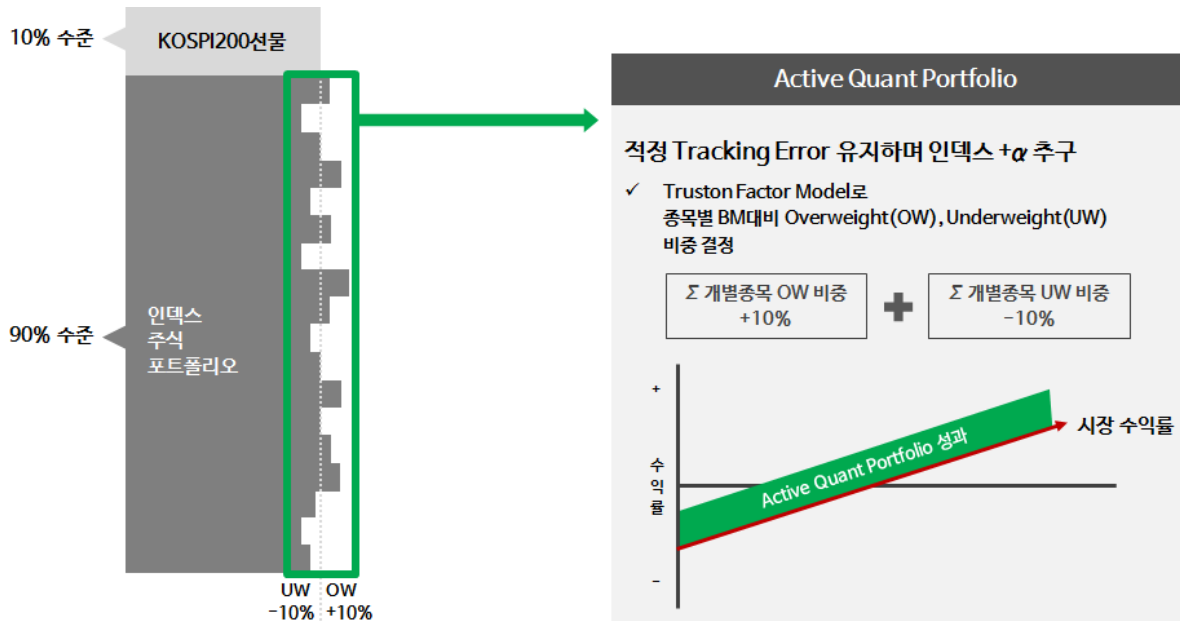 10% 수준
KOSPI200선물
90% 수준
인덱스
주식
포트폴리오
UW OW
-10% +10%
Active Quant Portfolio
적정 Tracking Error 유지하며 인덱스 +α 추구
✓ Truston Factor Model로
종목별 BM대비 Overweight(OW), Underweight(UW)
비중 결정
Σ 개별종목 OW 비중
+10%
Σ 개별종목 UW 비중
-10%
+
수
익
률
-
Active Quant Portfolio 성과
시장 수익률